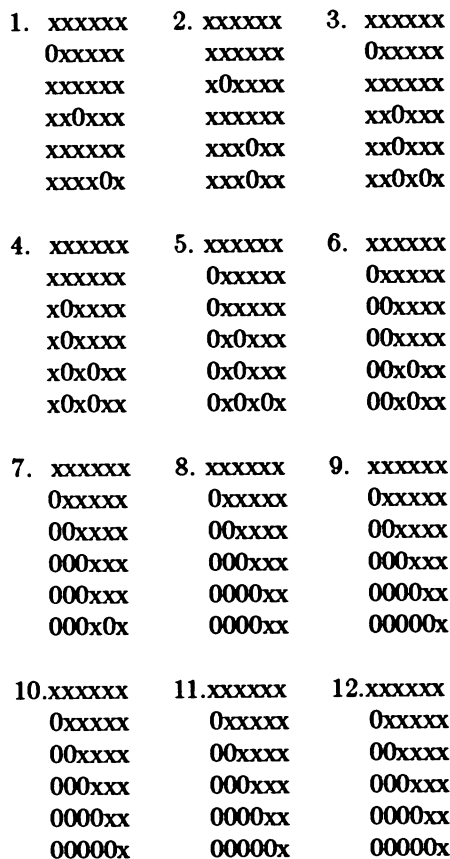 1. xxxxxx 2. xxxxxx 3. xxxxxx
0xxxxx xxxxxx 0xxxxx
xxxxxx x0xxxx xxxxxx
xx0xxx xxxxxx xx0xxx
xxxxxx xxx0xx xx0xxx
xxxx0x xxx0xx xx0x0x
4. xxxxxx 5. xxxxxx 6. xxxxxx
xxxxxx 0xxxxx 0xxxxx
x0xxxx 0xxxxx 00xxxx
x0xxxx 0x0xxx 00xxxx
x0x0xx 0x0xxx 00x0xx
x0x0xx 0x0x0x 00x0xx
7. xxxxxx 8. xxxxxx 9. xxxxxx
0xxxxx 0xxxxx 0xxxxx
00xxxx 00xxxx 00xxxx
000xxx 000xxx 000xxx
000xxx 0000xx 0000xx
000x0x 0000xx 00000x
10.xxxxxx 11.xxxxxx 12.xxxxxx
0xxxxx 0xxxxx 0xxxxx
00xxxx 00xxxx 00xxxx
000xxx 000xxx 000xxx
0000xx 0000xx 0000xx
00000x 00000x 00000x